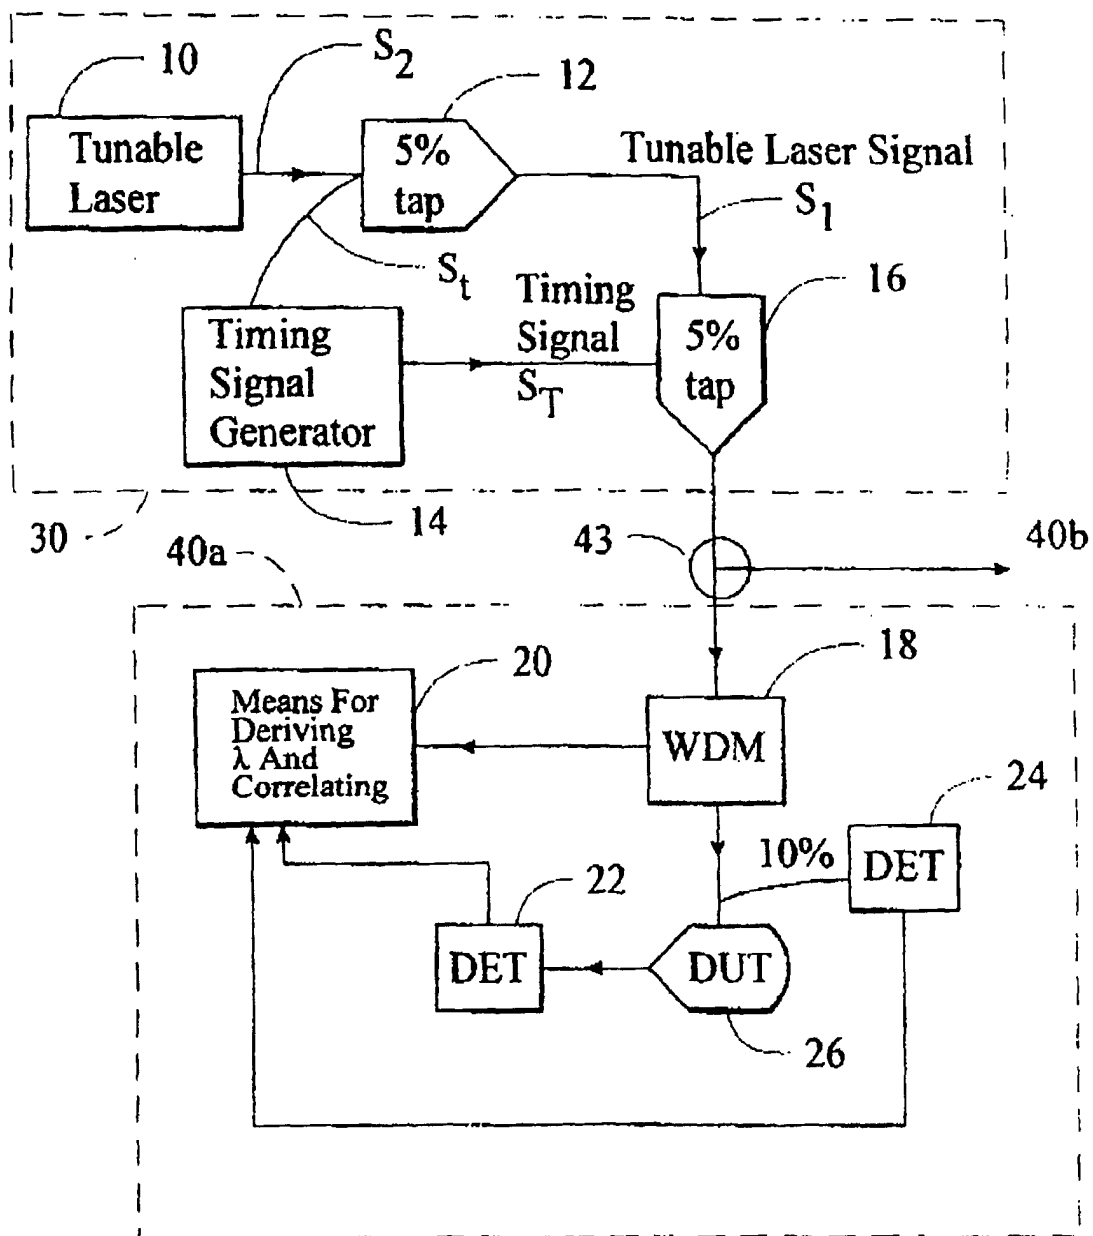 10
S2
12
Tunable
Laser
5%
tap
Tunable Laser Signal
S1
St
16
Timing
Signal
ST
5%
tap
Timing
Signal
Generator
30
14
43
40b
40a
18
20
Means For
Deriving
λ And
Correlating
WDM
24
10%
DET
22
DET
DUT
26